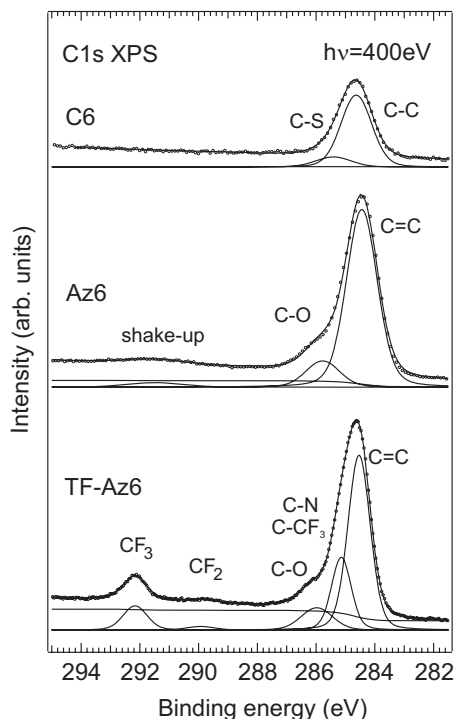 C1s XPS
hν=400eV
C6
C-S
C-C
Az6
C=C
C-O
shake-up
TF-Az6
C=C
C-N
C-CF₃
C-O
CF₃
CF₂
Intensity (arb. units)
294 292 290 288 286 284 282
Binding energy (eV)